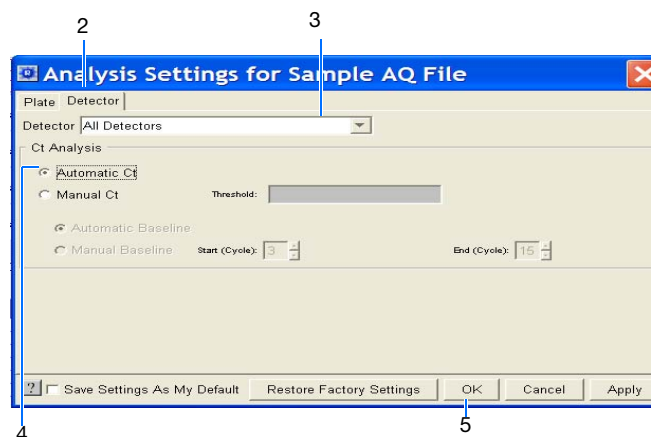 2
3
Analysis Settings for Sample AQ File
Plate Detector
Detector All Detectors
Ct Analysis
Automatic Ct
Manual Ct Threshold:
Automatic Baseline
Manual Baseline Start (Cycle): 3 End (Cycle): 15
? Save Settings As My Default Restore Factory Settings OK Cancel Apply
4
5